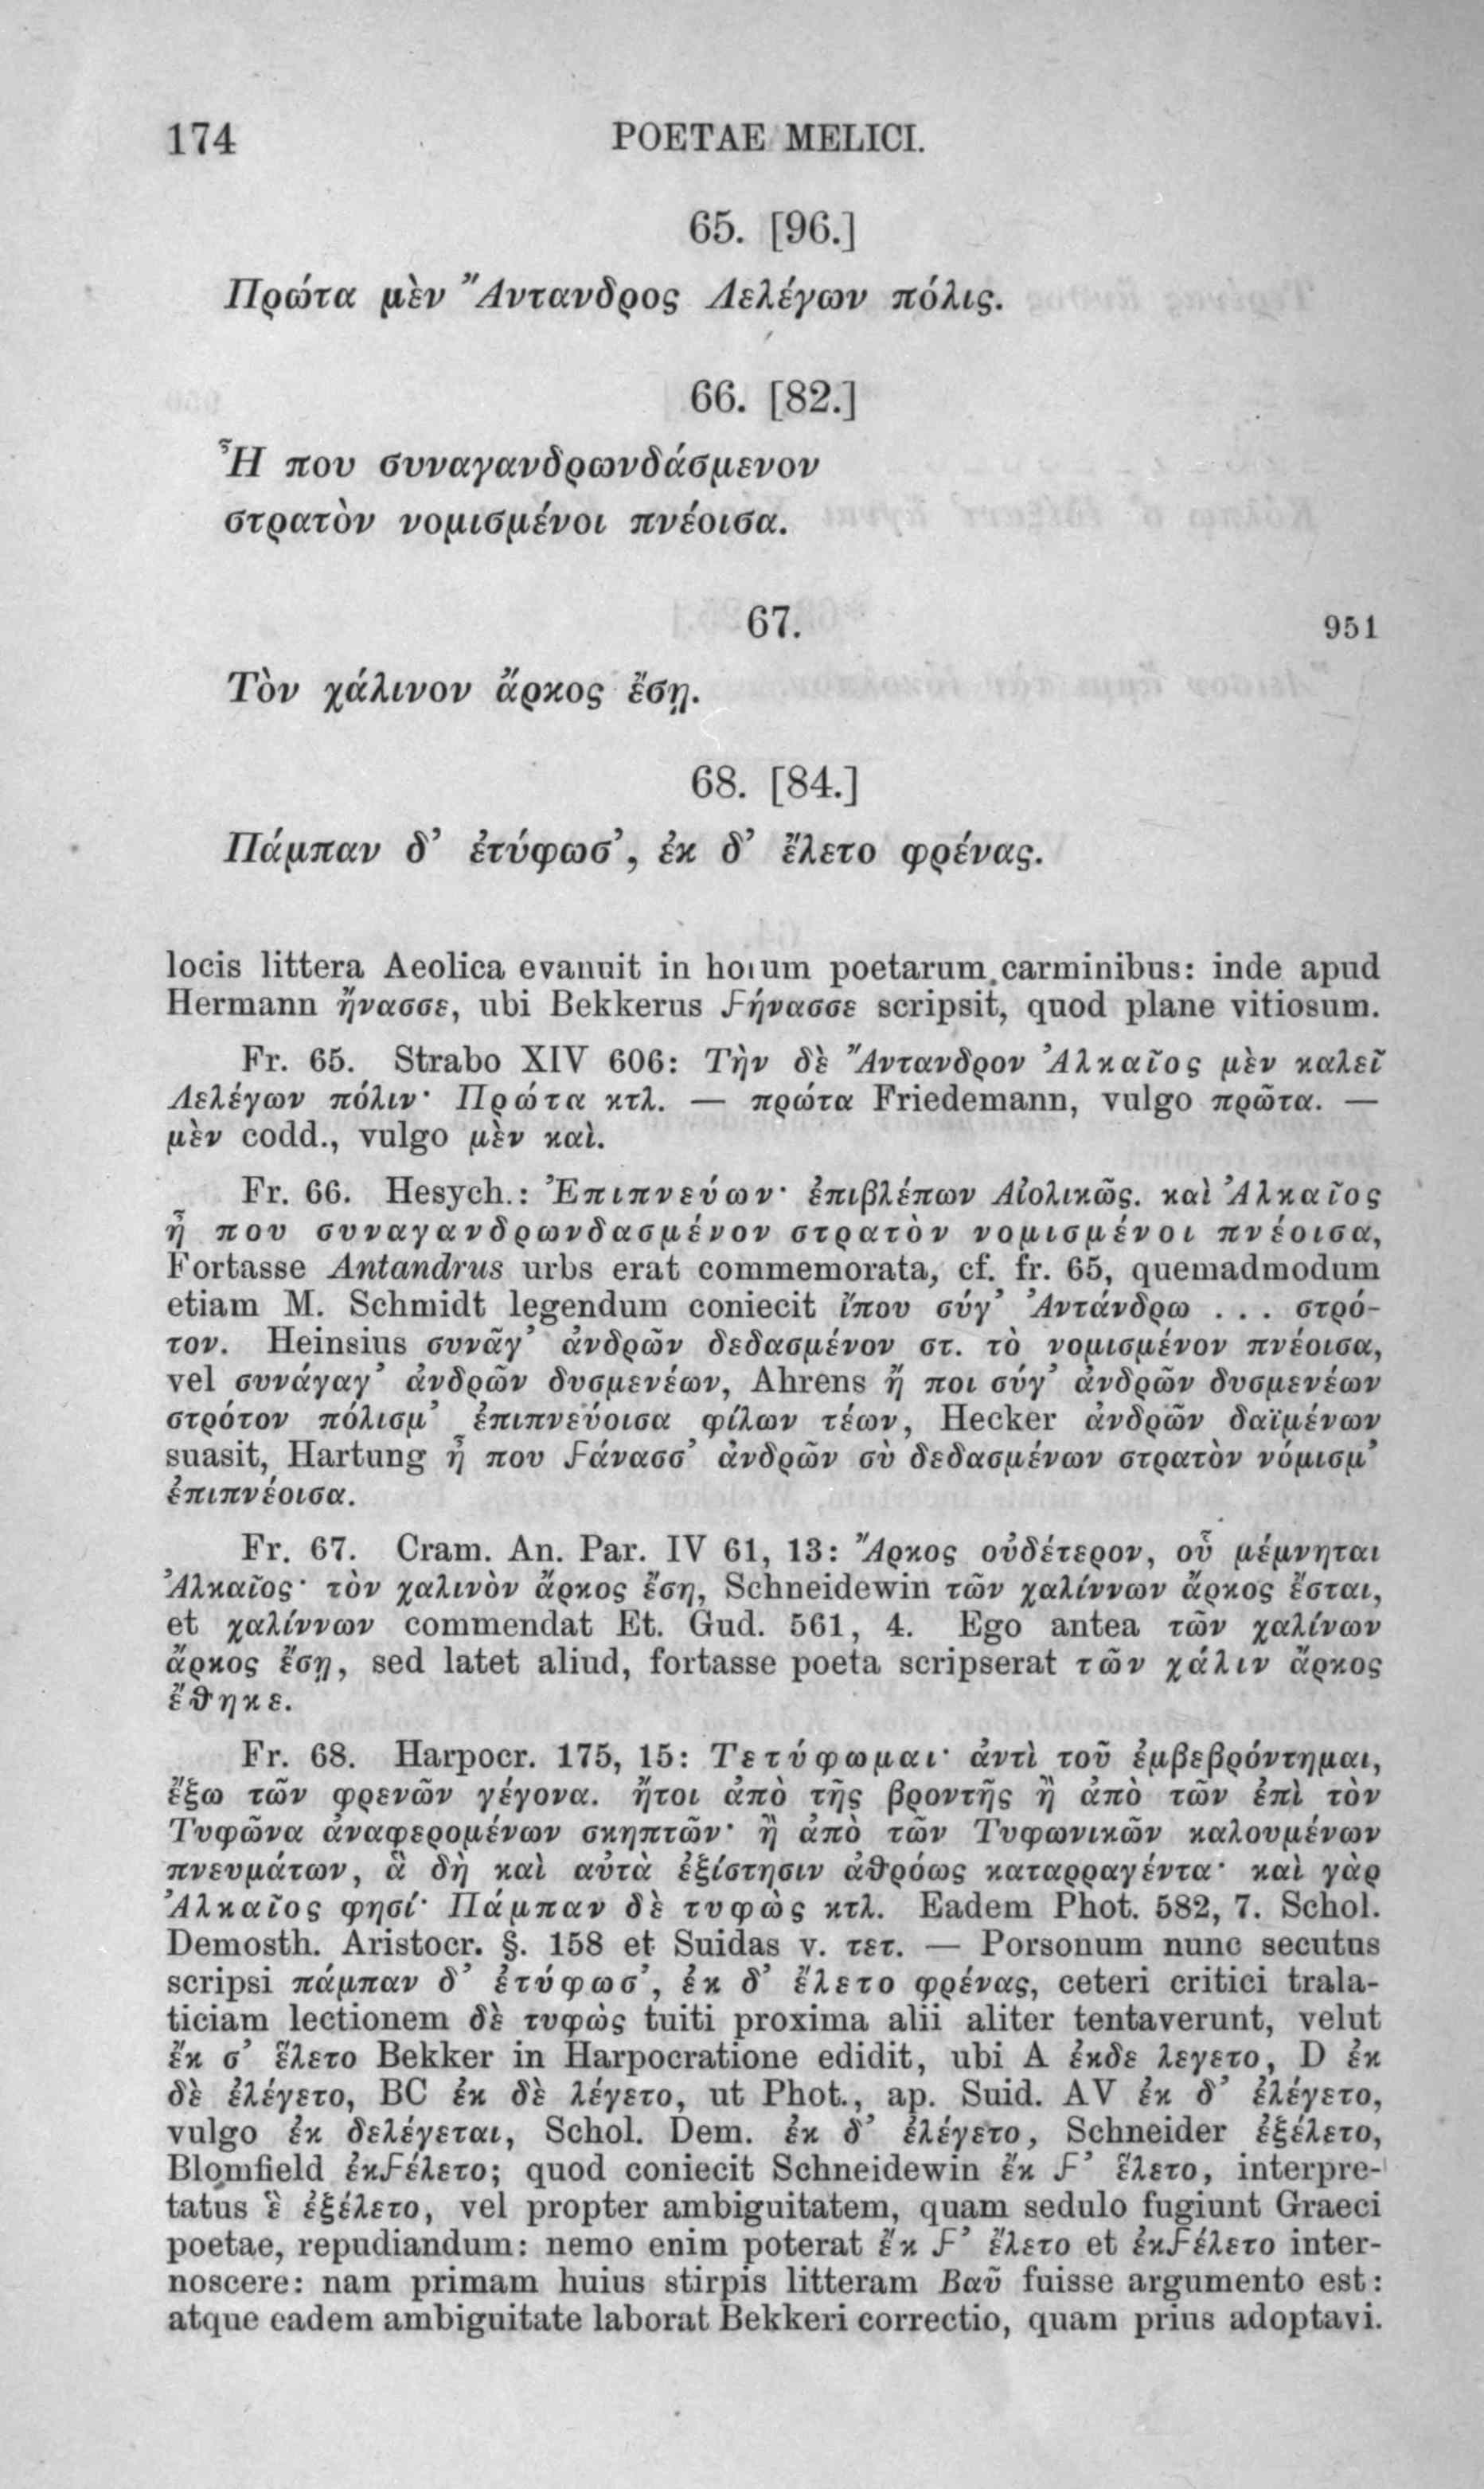 174 POETAE MELICI.
65. [96.]
Πρώτα μὲν Ἄντανδρος Λελέγων πόλις.
66. [82.]
Ἦ που συναγανδρωνδάσμενον
στρατὸν νομισμένοι πνέοισα.
67. 951
Τὸν χάλινον ἄρκος ἔσῃ.
68. [84.]
Πάμπαν δ’ ἐτύφωσ’, ἐκ δ’ ἔλετο φρένας.
locis littera Aeolica evanuit in horum poetarum carminibus: inde apud
Hermann ἤνασσε, ubi Bekkerus ϝήνασσε scripsit, quod plane vitiosum.
Fr. 65. Strabo XIV 606: Τὴν δὲ Ἄντανδρον Ἀλκαῖος μὲν καλεῖ
Λελέγων πόλιν· Πρώτα κτλ. — πρώτα Friedemann, vulgo πρῶτα. —
μὲν codd., vulgo μὲν καὶ.
Fr. 66. Hesych.: Ἐπιπνεύων· ἐπιβλέπων Αἰολικῶς. καὶ Ἀλκαῖος
ἦ που συναγανδρωνδασμένον στρατὸν νομισμένοι πνέοισα,
Fortasse Antandrus urbs erat commemorata, cf. fr. 65, quemadmodum
etiam M. Schmidt legendum coniecit ἴπου σύγ’ Ἀντάνδρω . . . στρό-
τον. Heinsius συνᾶγ’ ἀνδρῶν δεδασμένον στ. τὸ νομισμένον πνέοισα,
vel συνάγαγ’ ἀνδρῶν δυσμενέων, Ahrens ἤ ποι σύγ’ ἀνδρῶν δυσμενέων
στρότον πόλισμ’ ἐπιπνεύοισα φίλων τέων, Hecker ἀνδρῶν δαϊμένων
suasit, Hartung ἦ που ϝάνασσ’ ἀνδρῶν σὺ δεδασμένων στρατὸν νόμισμ’
ἐπιπνέοισα.
Fr. 67. Cram. An. Par. IV 61, 13: Ἄρκος οὐδέτερον, οὗ μέμνηται
Ἀλκαῖος· τὸν χαλινὸν ἄρκος ἔση, Schneidewin τῶν χαλίννων ἄρκος ἔσται,
et χαλίννων commendat Et. Gud. 561, 4. Ego antea τῶν χαλίνων
ἄρκος ἔσῃ, sed latet aliud, fortasse poeta scripserat τῶν χάλιν ἄρκος
ἔθηκε.
Fr. 68. Harpocr. 175, 15: Τετύφωμαι· ἀντὶ τοῦ ἐμβεβρόντημαι,
ἔξω τῶν φρενῶν γέγονα. ἤτοι ἀπὸ τῆς βροντῆς ἢ ἀπὸ τῶν ἐπὶ τὸν
Τυφῶνα ἀναφερομένων σκηπτῶν· ἢ ἀπὸ τῶν Τυφωνικῶν καλουμένων
πνευμάτων, ἃ δὴ καὶ αὐτὰ ἐξίστησιν ἀθρόως καταρραγέντα· καὶ γὰρ
Ἀλκαῖος φησί· Πάμπαν δὲ τυφὼς κτλ. Eadem Phot. 582, 7. Schol.
Demosth. Aristocr. §. 158 et Suidas v. τετ. — Porsonum nunc secutus
scripsi πάμπαν δ’ ἐτύφωσ’, ἐκ δ’ ἔλετο φρένας, ceteri critici trala-
ticiam lectionem δὲ τυφὼς tuiti proxima alii aliter tentaverunt, velut
ἔκ σ’ ἕλετο Bekker in Harpocratione edidit, ubi A ἐκδε λεγετο, D ἐκ
δὲ ἐλέγετο, BC ἐκ δὲ λέγετο, ut Phot., ap. Suid. AV ἐκ δ’ ἐλέγετο,
vulgo ἐκ δελέγεται, Schol. Dem. ἐκ δ’ ἐλέγετο, Schneider ἐξέλετο,
Blomfield ἐκϝέλετο; quod coniecit Schneidewin ἔκ ϝ’ ἕλετο, interpre-
tatus ἓ ἐξέλετο, vel propter ambiguitatem, quam sedulo fugiunt Graeci
poetae, repudiandum: nemo enim poterat ἔκ ϝ’ ἔλετο et ἐκϝέλετο inter-
noscere: nam primam huius stirpis litteram Βαῦ fuisse argumento est:
atque eadem ambiguitate laborat Bekkeri correctio, quam prius adoptavi.